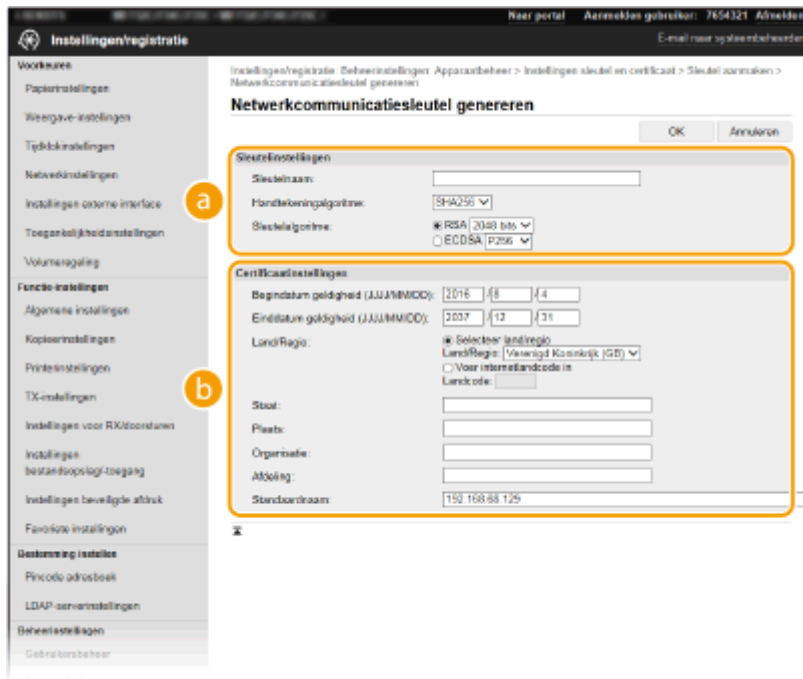 Naar portal Aanmelden gebruiker: 7654321 Afmelden
Instellingen/registratie
E-mail naar systeembeheerder
Voorkeuren
Papierinstellingen
Weergave-instellingen
Tijdklokinstellingen
Netwerkinstellingen
Instellingen externe interface
Toegankelijkheidsinstellingen
Volumeregeling
Functie-instellingen
Algemene instellingen
Kopieerinstellingen
Printerinstellingen
TX-instellingen
Instellingen voor RX/doorsturen
Instellingen
bestandsopslag/-toegang
Instellingen beveiligde afdruk
Favoriete instellingen
Bestemming instellen
Pincode adresboek
LDAP-serverinstellingen
Beheerinstellingen
Gebruikersbeheer
Instellingen/registratie: Beheerinstellingen: Apparaatbeheer > Instellingen sleutel en certificaat > Sleutel aanmaken >
Netwerkcommunicatiesleutel genereren
Netwerkcommunicatiesleutel genereren
OK Annuleren
a
Sleutelinstellingen
Sleutelnaam:
Handtekeningalgoritme: SHA256
Sleutelalgoritme: RSA 2048 bits
ECDSA P256
b
Certificaatinstellingen
Begindatum geldigheid (JJJJ/MM/DD): 2016 /8 /4
Einddatum geldigheid (JJJJ/MM/DD): 2037 /12 /31
Land/Regio: Selecteer land/regio
Land/Regio: Verenigd Koninkrijk (GB)
Voer internetlandcode in
Landcode:
Staat:
Plaats:
Organisatie:
Afdeling:
Standaardnaam: 192.168.68.129